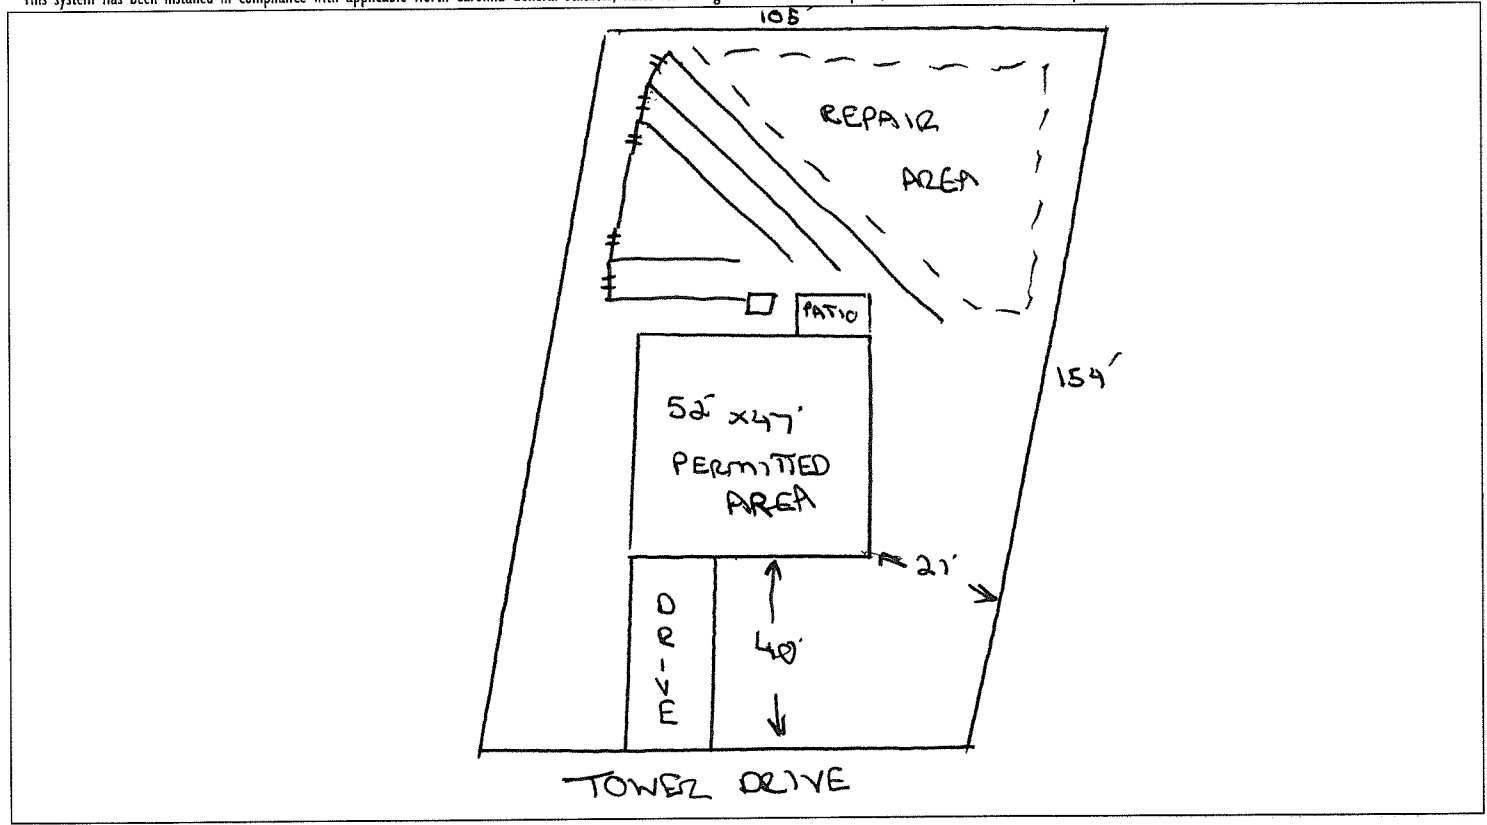 This system has been installed in compliance with applicable North Carolina General
105'
REPAIR
AREA
PATIO
154'
52' x47'
PERMITTED
AREA
21'
40'
DRIVE
TOWER DRIVE